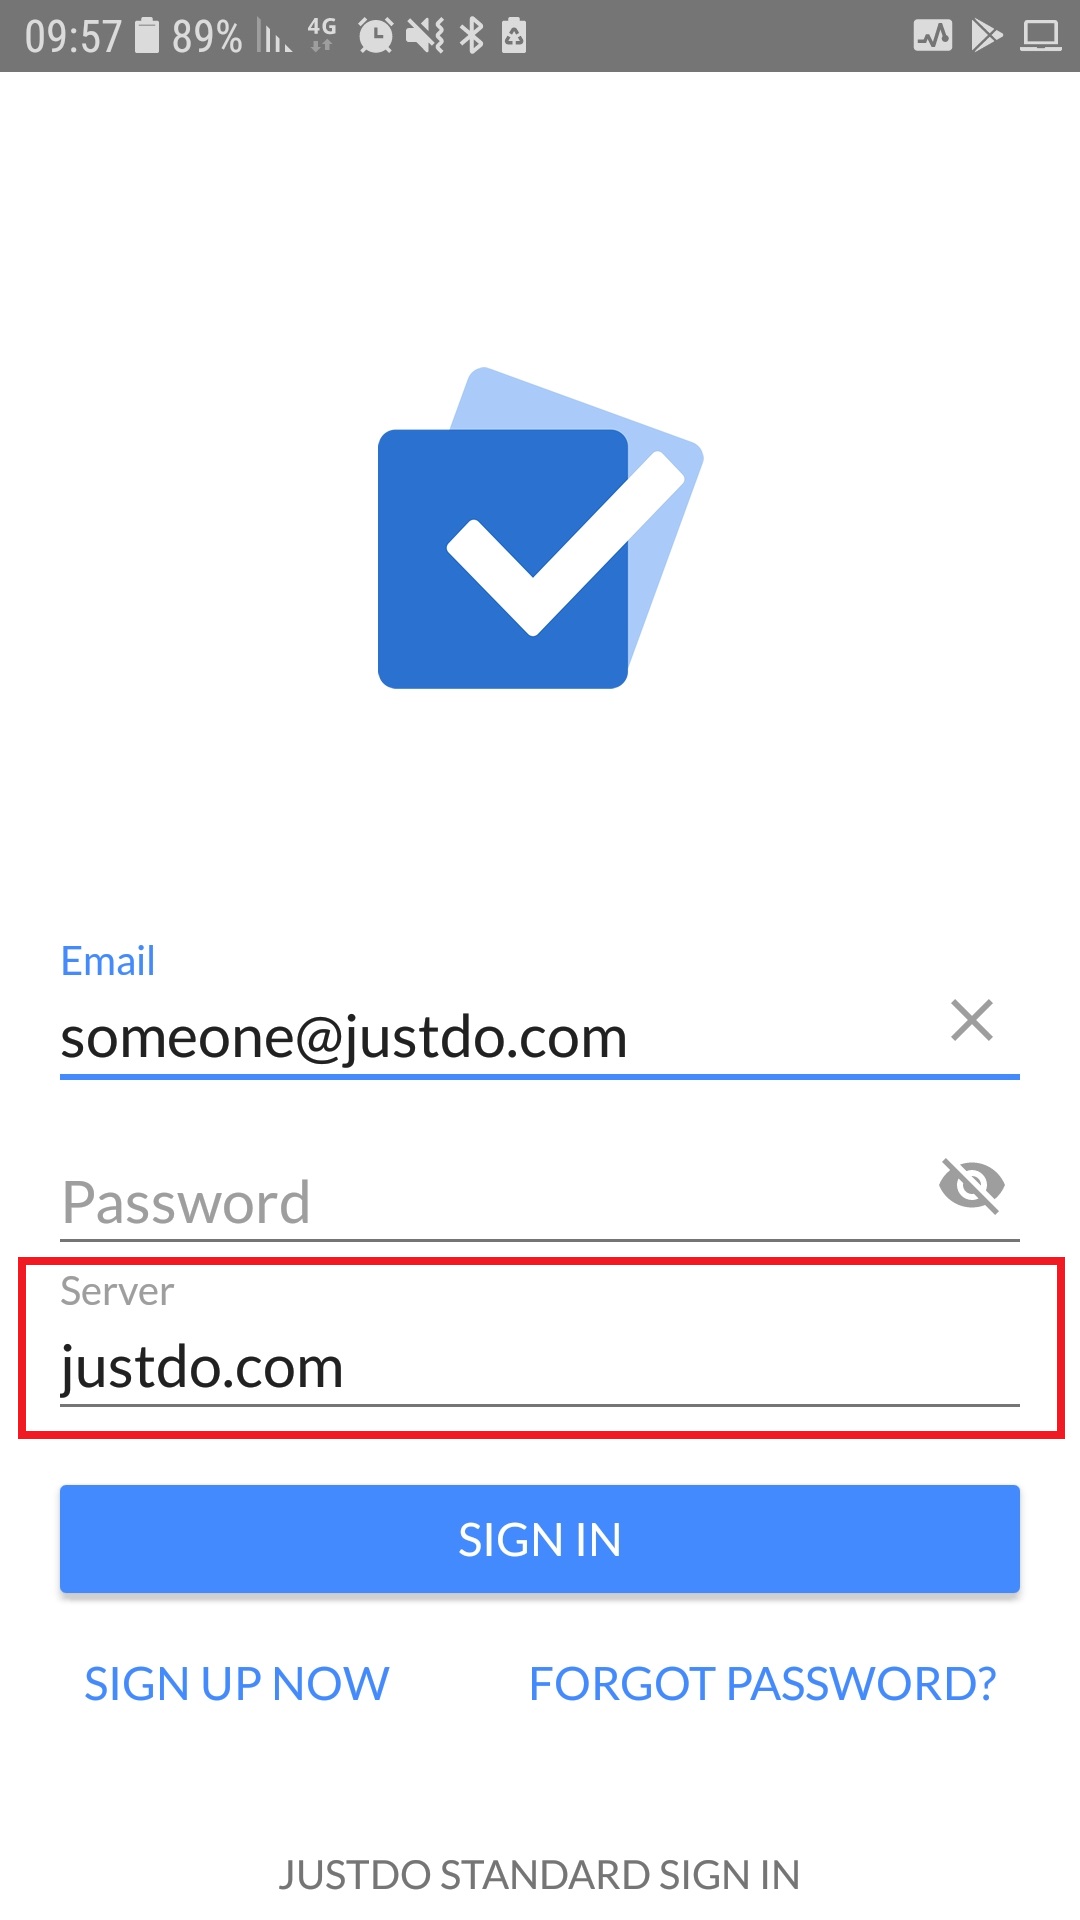 09:57 89% 4G
Email
someone@justdo.com
Password
Server
justdo.com
SIGN IN
SIGN UP NOW FORGOT PASSWORD?
JUSTDO STANDARD SIGN IN